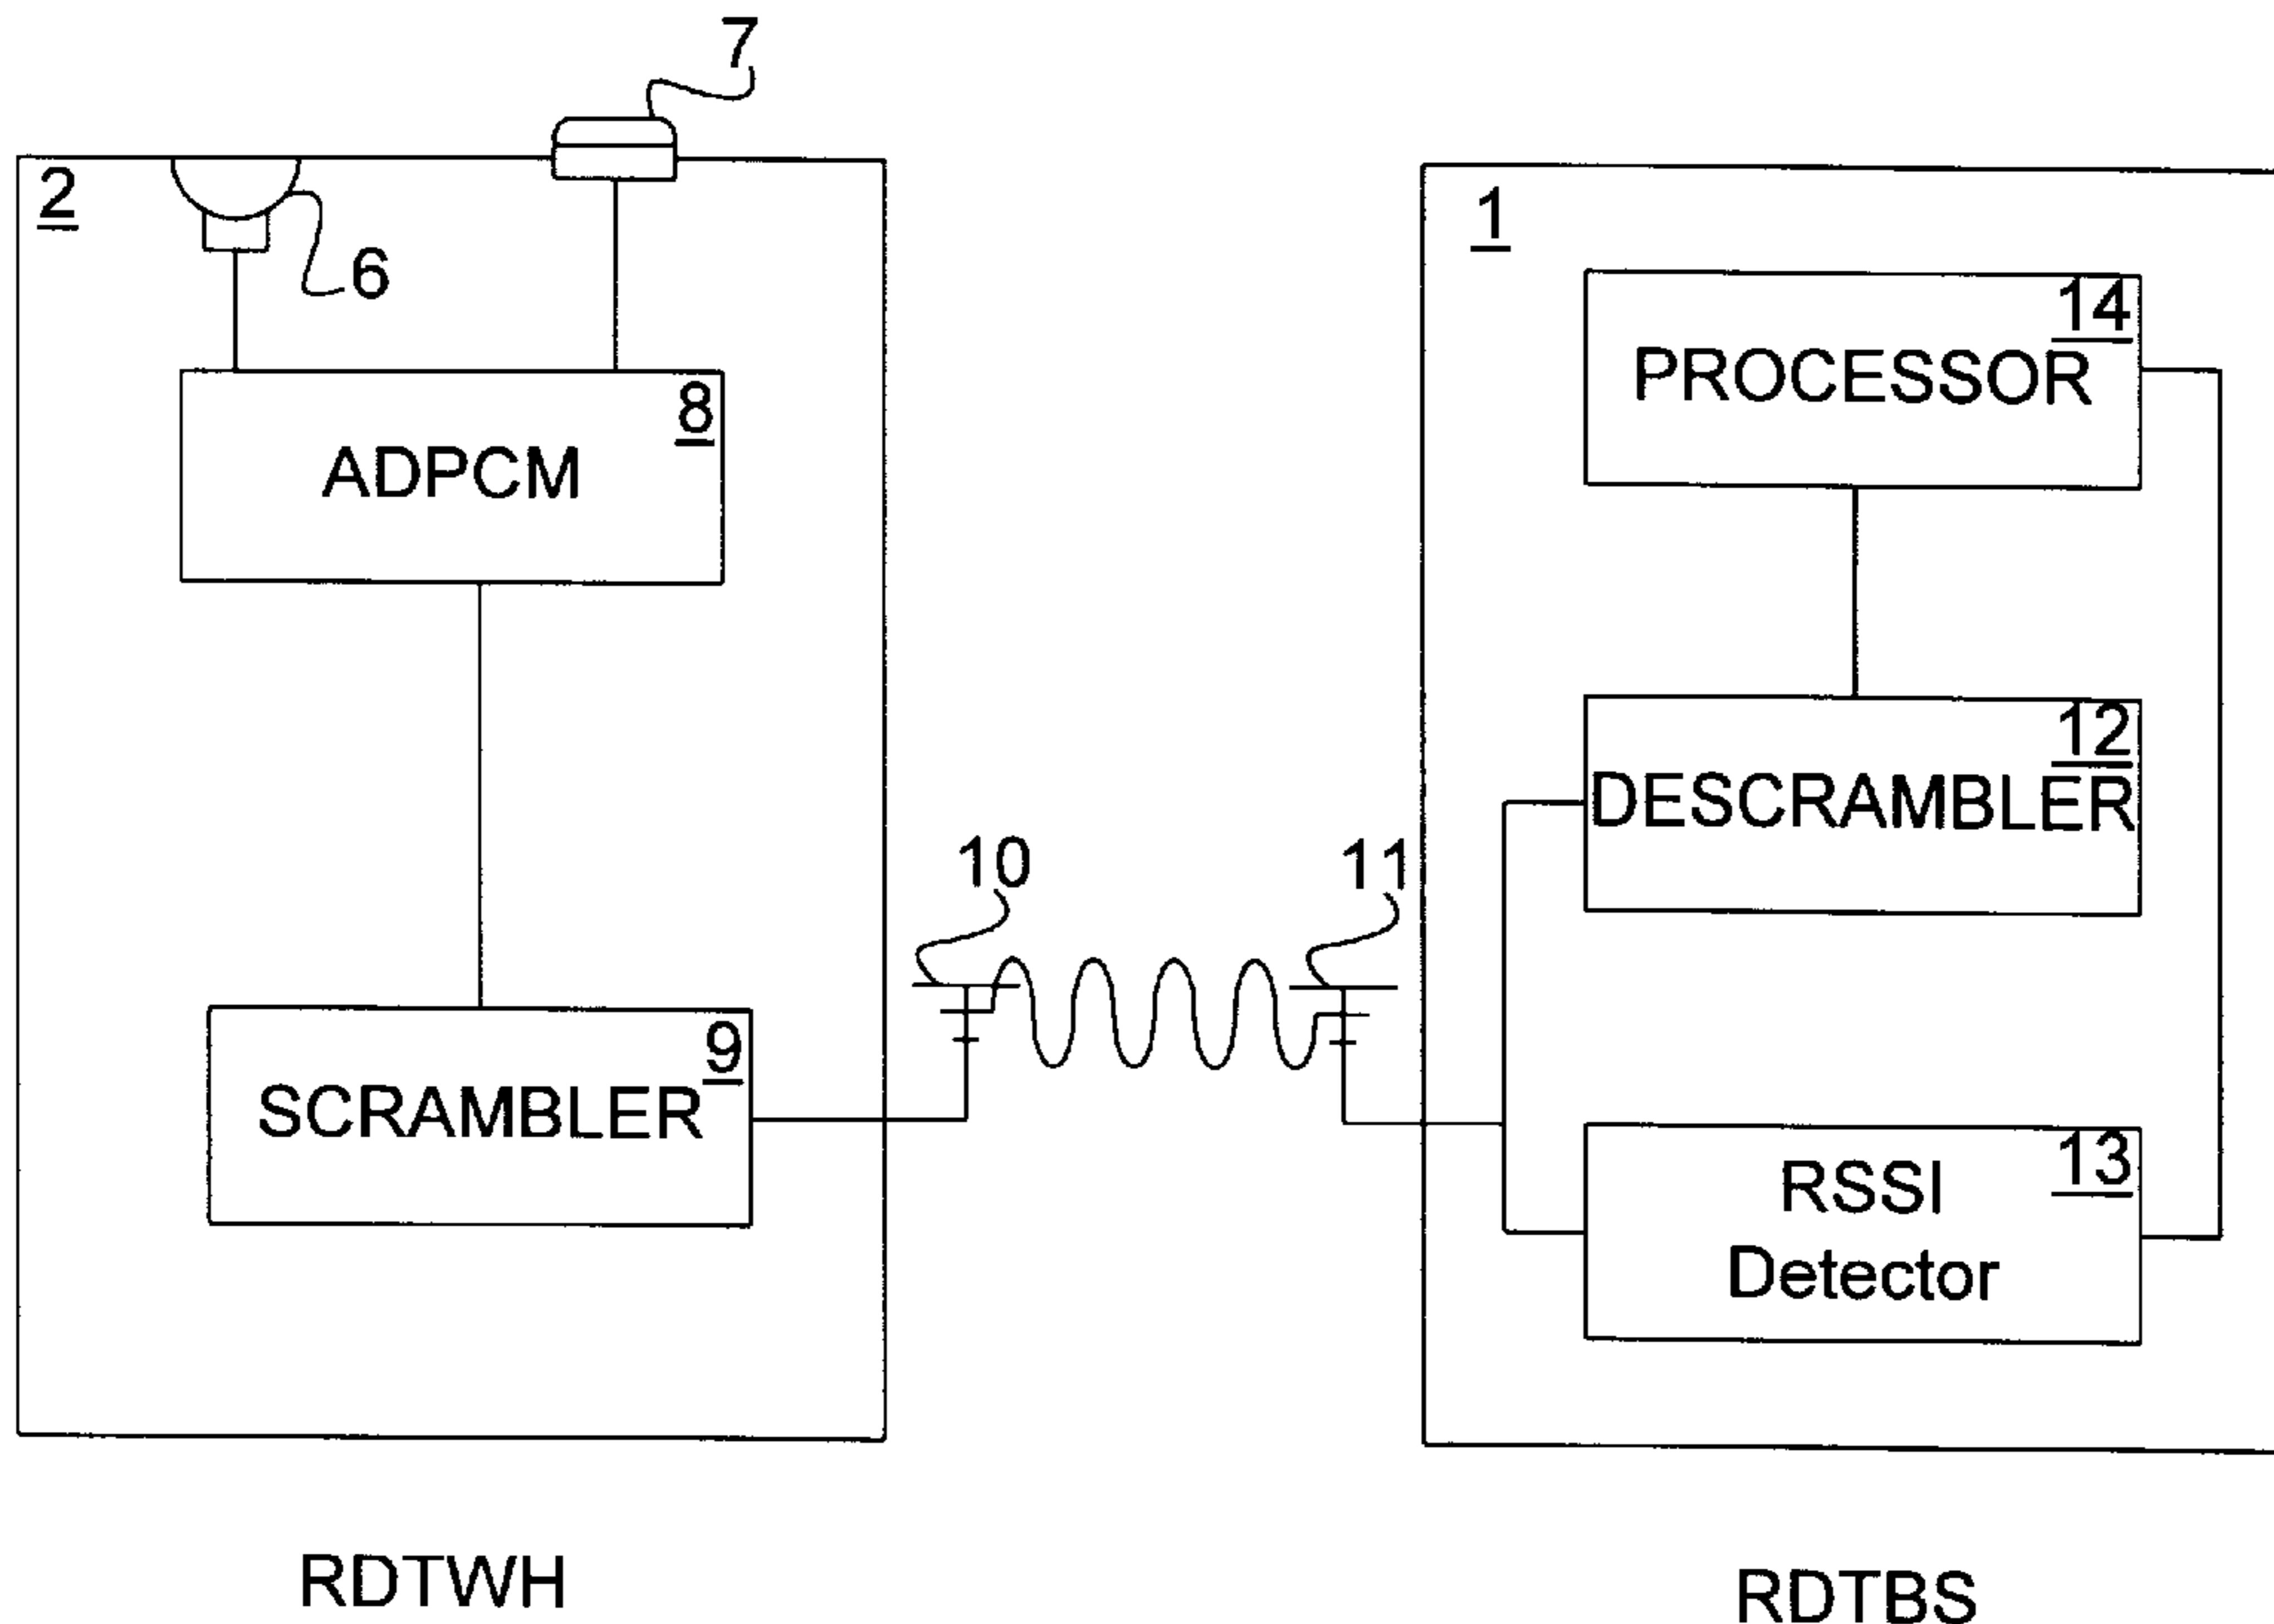 7
2
6
8
ADPCM
9
SCRAMBLER
10
11
1
14
PROCESSOR
12
DESCRAMBLER
13
RSSI
Detector
RDTWH
RDTBS